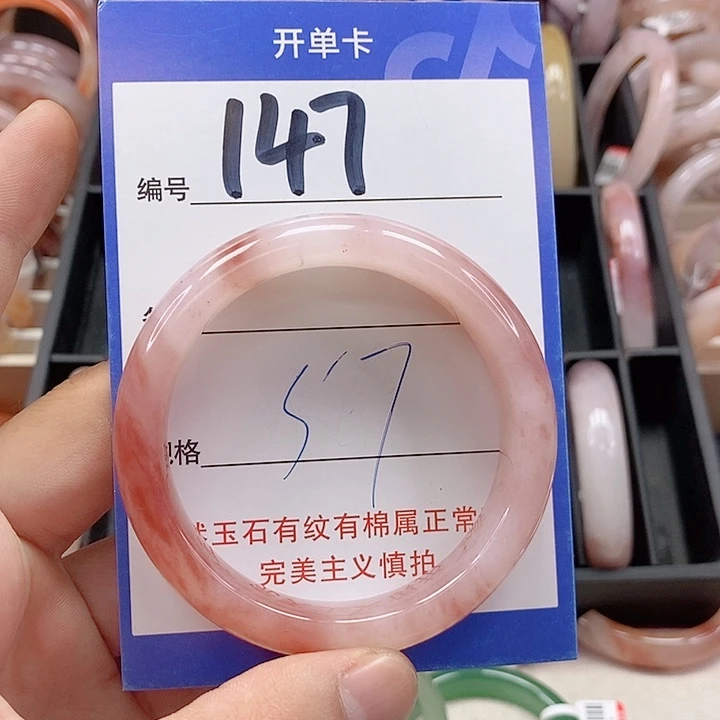 开单卡
编号 147
格 57
玉石有纹有棉属正常
完美主义慎拍